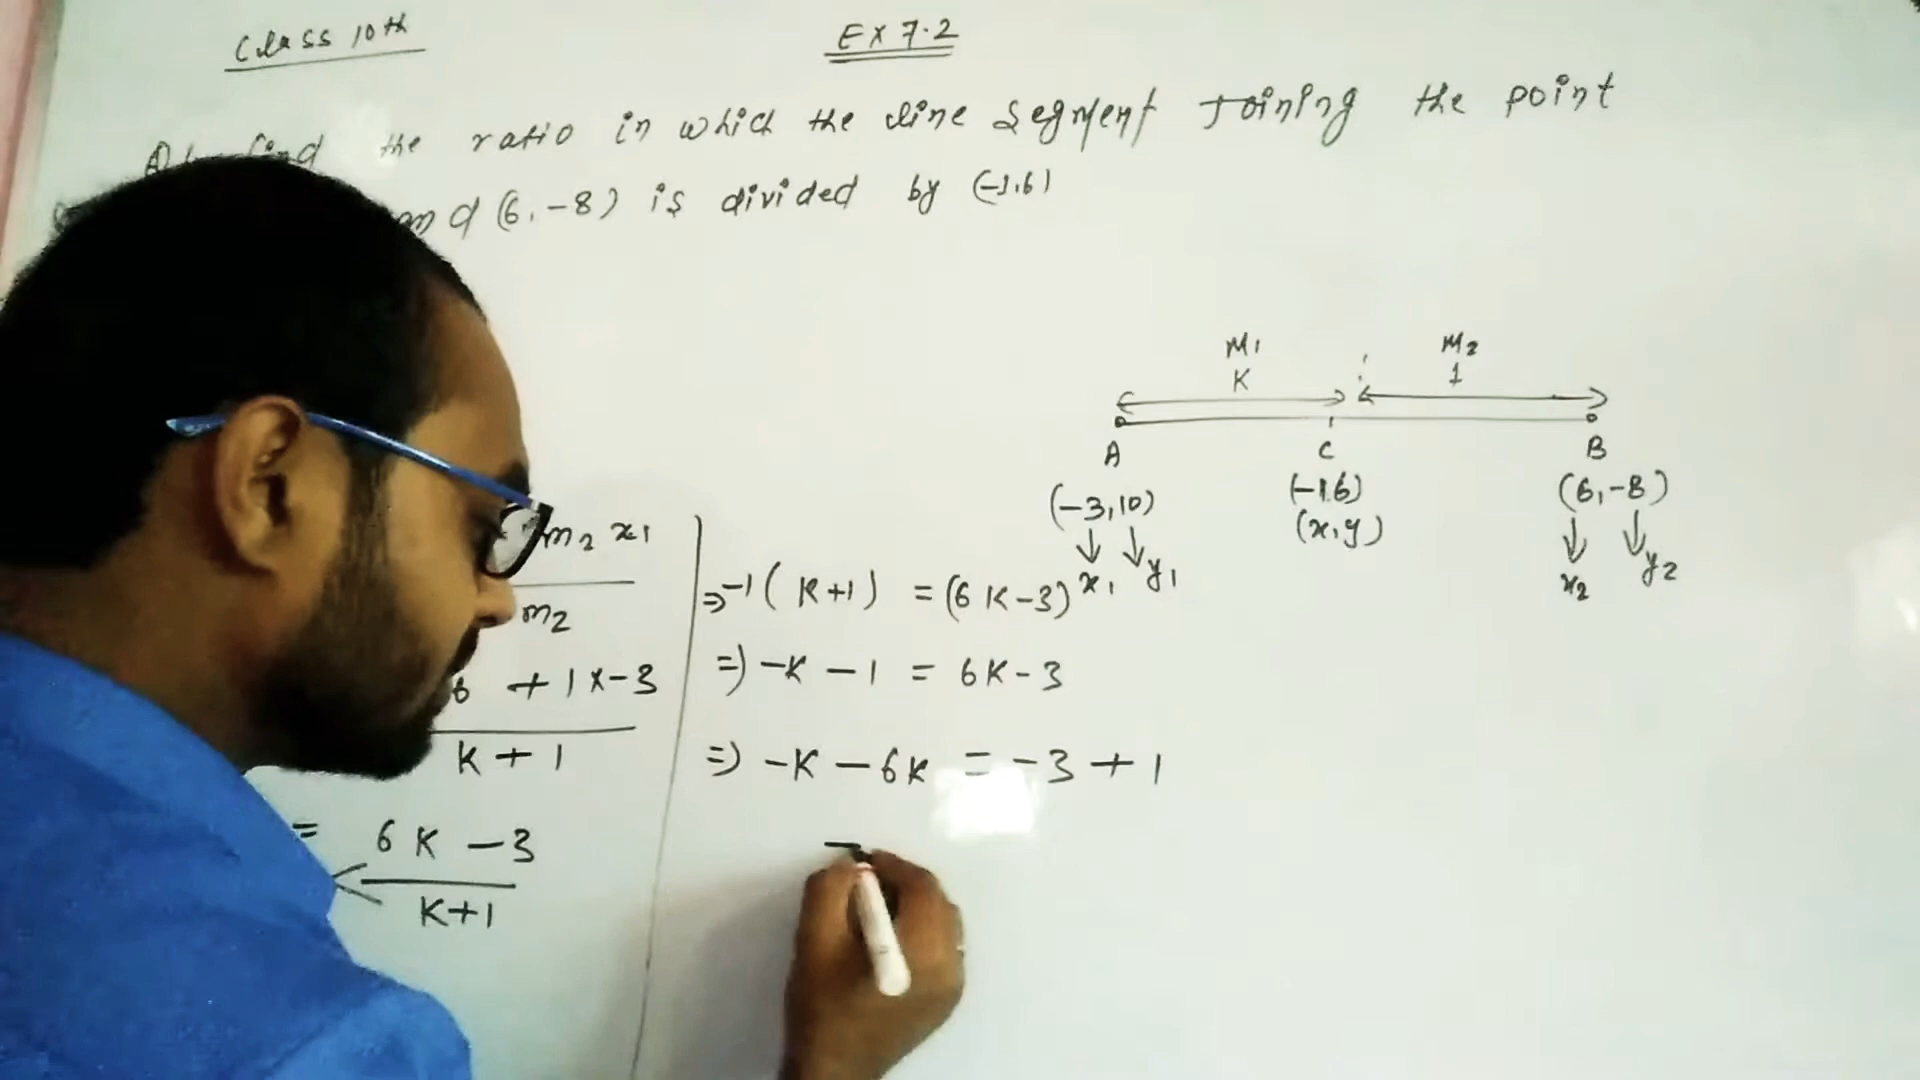 Class 10th
EX 7.2
find the ratio in which the line segment Joining the point
and (6, -8) is divided by (-1,6)
M1 M2
K : 1
A C B
(-3,10) (-1,6) (6,-8)
(x,y)
x1 y1 x2 y2
m2 x1
m2
6 + 1 x -3
K + 1
= 6K - 3
K+1
=> -1 (K+1) = (6K-3)
=) -K - 1 = 6K - 3
=) -K - 6K = -3 + 1